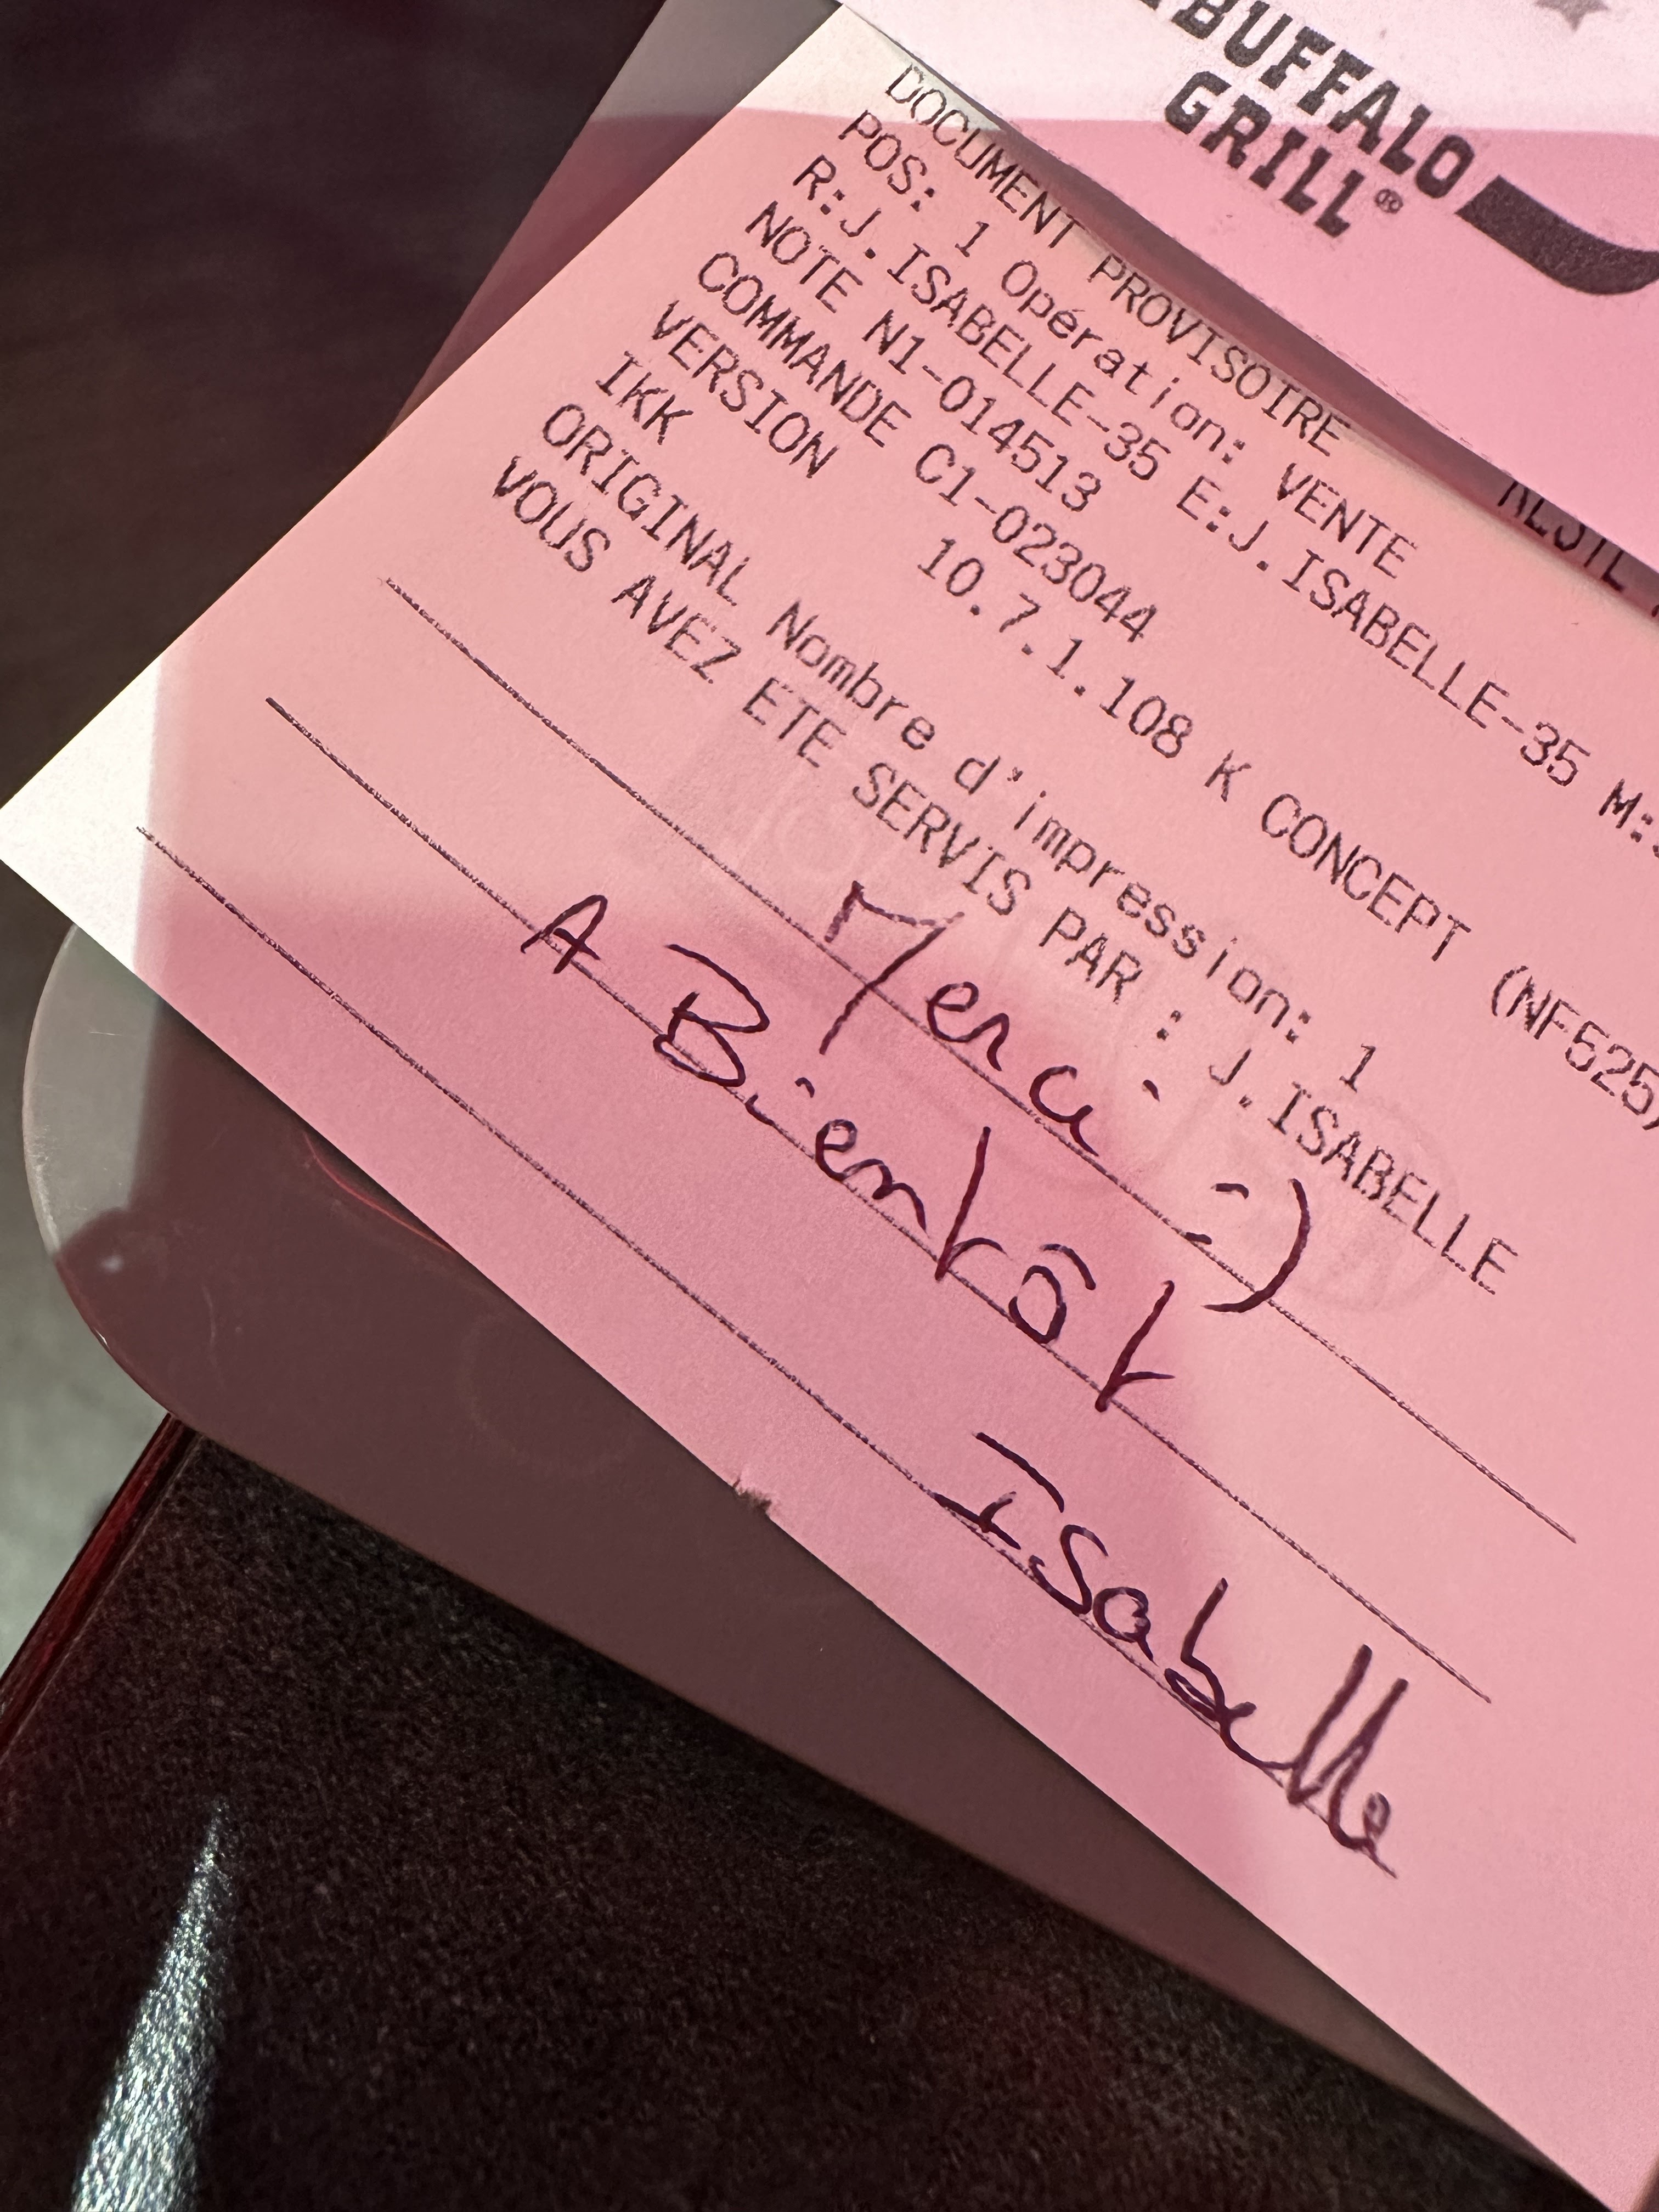 BUFFALO
GRILL®
DOCUMENT PROVISOIRE
POS: 1 Opération: VENTE
R:J.ISABELLE-35 E:J.ISABELLE-35 M:
NOTE N1-014513
COMMANDE C1-023044
VERSION 10.7.1.108 K CONCEPT (NF525)
IKK
ORIGINAL Nombre d'impression: 1
VOUS AVEZ ETE SERVIS PAR : J.ISABELLE
Merci :)
A Bientôt
Isabelle